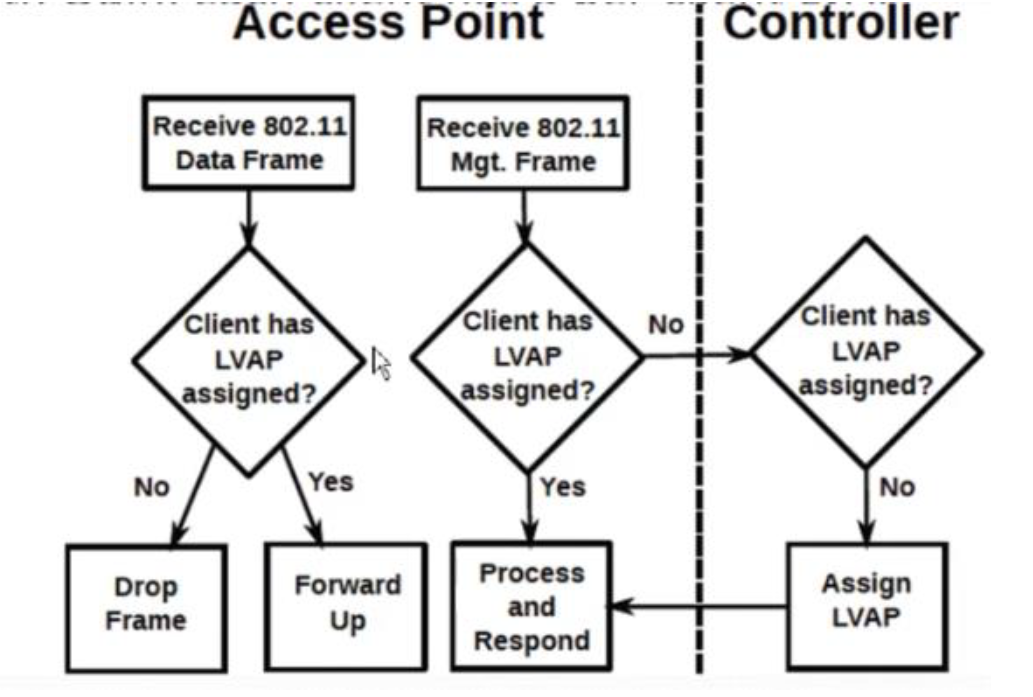 Access Point
Controller
Receive 802.11
Data Frame
Receive 802.11
Mgt. Frame
Client has
LVAP
assigned?
Client has
LVAP
assigned?
No
Client has
LVAP
assigned?
No
Yes
Yes
No
Drop
Frame
Forward
Up
Process
and
Respond
Assign
LVAP